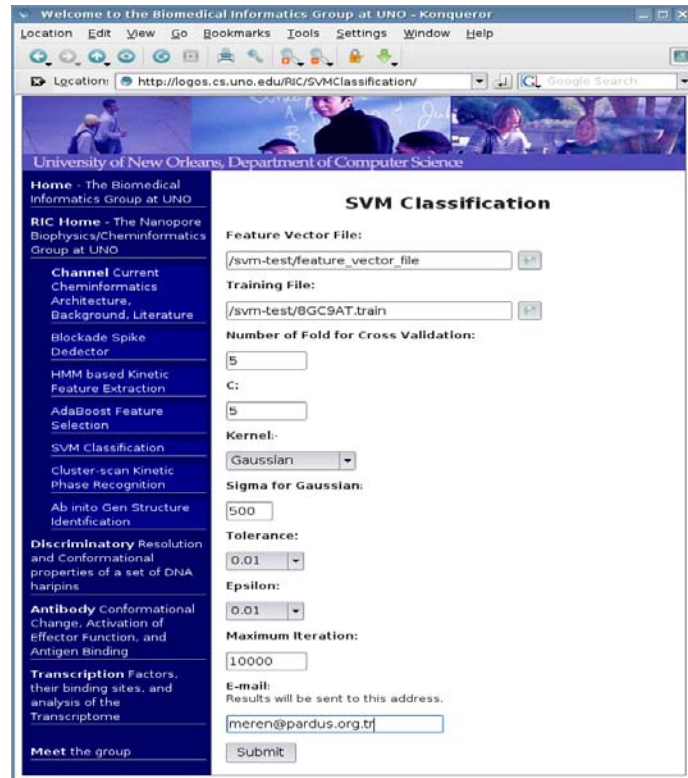 Welcome to the Biomedical Informatics Group at UNO - Konqueror
Location Edit View Go Bookmarks Tools Settings Window Help
Location: http://logos.cs.uno.edu/RIC/SVMClassification/
Google Search
University of New Orleans, Department of Computer Science
Home - The Biomedical
Informatics Group at UNO
RIC Home - The Nanopore
Biophysics/Cheminformatics
Group at UNO
Channel Current
Cheminformatics
Architecture,
Background, Literature
Blockade Spike
Dedector
HMM based Kinetic
Feature Extraction
AdaBoost Feature
Selection
SVM Classification
Cluster-scan Kinetic
Phase Recognition
Ab inito Gen Structure
Identification
Discriminatory Resolution
and Conformational
properties of a set of DNA
haripins
Antibody Conformational
Change, Activation of
Effector Function, and
Antigen Binding
Transcription Factors,
their binding sites, and
analysis of the
Transcriptome
Meet the group
SVM Classification
Feature Vector File:
/svm-test/feature_vector_file
Training File:
/svm-test/8GC9AT.train
Number of Fold for Cross Validation:
5
C:
5
Kernel:
Gaussian
Sigma for Gaussian:
500
Tolerance:
0.01
Epsilon:
0.01
Maximum Iteration:
10000
E-mail:
Results will be sent to this address.
meren@pardus.org.tr
Submit